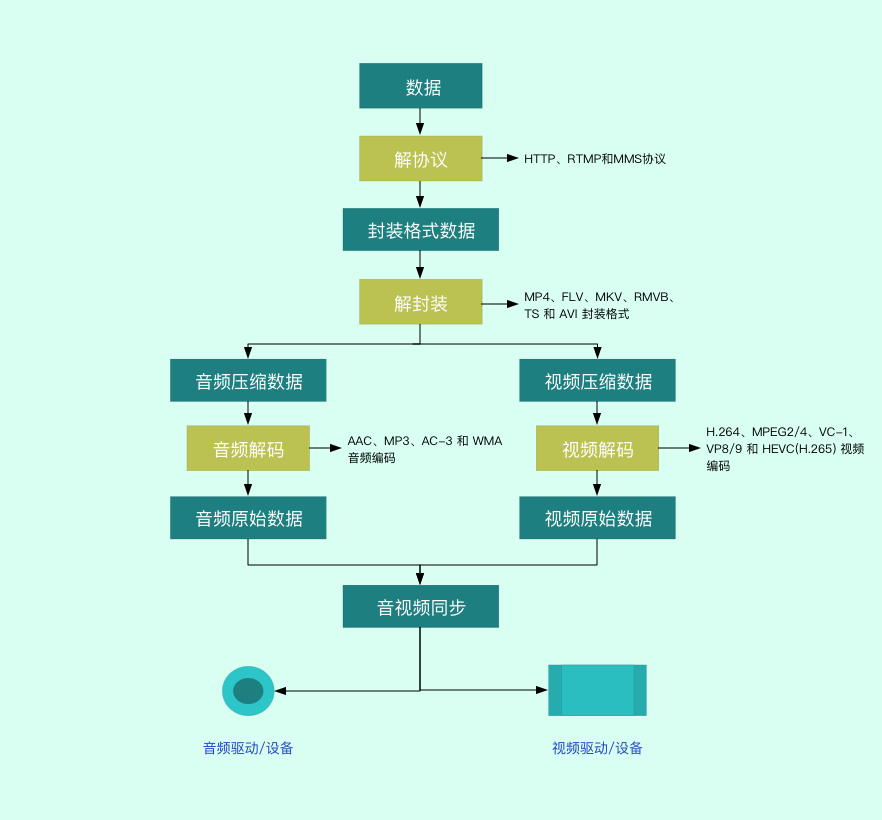 数据
解协议
HTTP、RTMP和MMS协议
封装格式数据
解封装
MP4、FLV、MKV、RMVB、
TS 和 AVI 封装格式
音频压缩数据
视频压缩数据
音频解码
AAC、MP3、AC-3 和 WMA
音频编码
视频解码
H.264、MPEG2/4、VC-1、
VP8/9 和 HEVC(H.265) 视频
编码
音频原始数据
视频原始数据
音视频同步
音频驱动/设备
视频驱动/设备